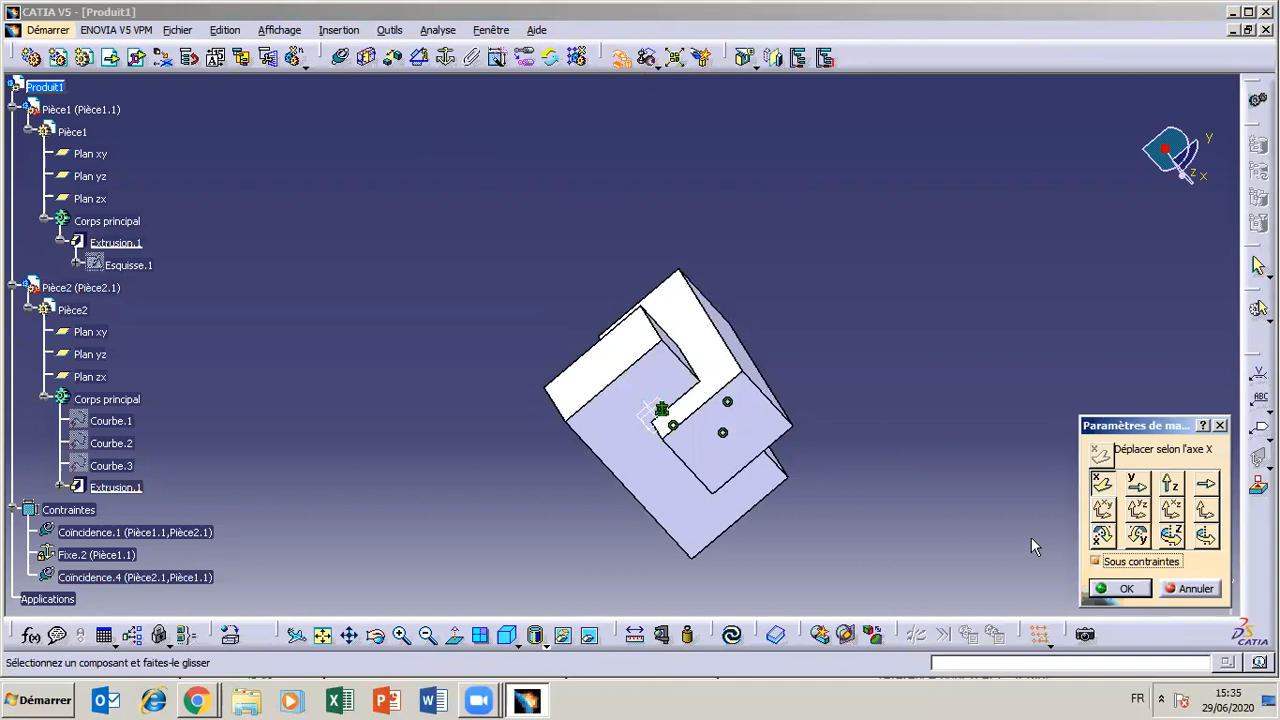 CATIA V5 - [Produit1]
Démarrer ENOVIA V5 VPM Fichier Edition Affichage Insertion Outils Analyse Fenêtre Aide
Produit1
Pièce1 (Pièce1.1)
Pièce1
Plan xy
Plan yz
Plan zx
Corps principal
Extrusion.1
Esquisse.1
Pièce2 (Pièce2.1)
Pièce2
Plan xy
Plan yz
Plan zx
Corps principal
Courbe.1
Courbe.2
Courbe.3
Extrusion.1
Contraintes
Coïncidence.1 (Pièce1.1,Pièce2.1)
Fixe.2 (Pièce1.1)
Coïncidence.4 (Pièce2.1,Pièce1.1)
Applications
y
z x
Paramètres de ma...
Déplacer selon l'axe X
Sous contraintes
OK Annuler
f(x)
Sélectionnez un composant et faites-le glisser
CATIA
Démarrer
FR
15:35
29/06/2020